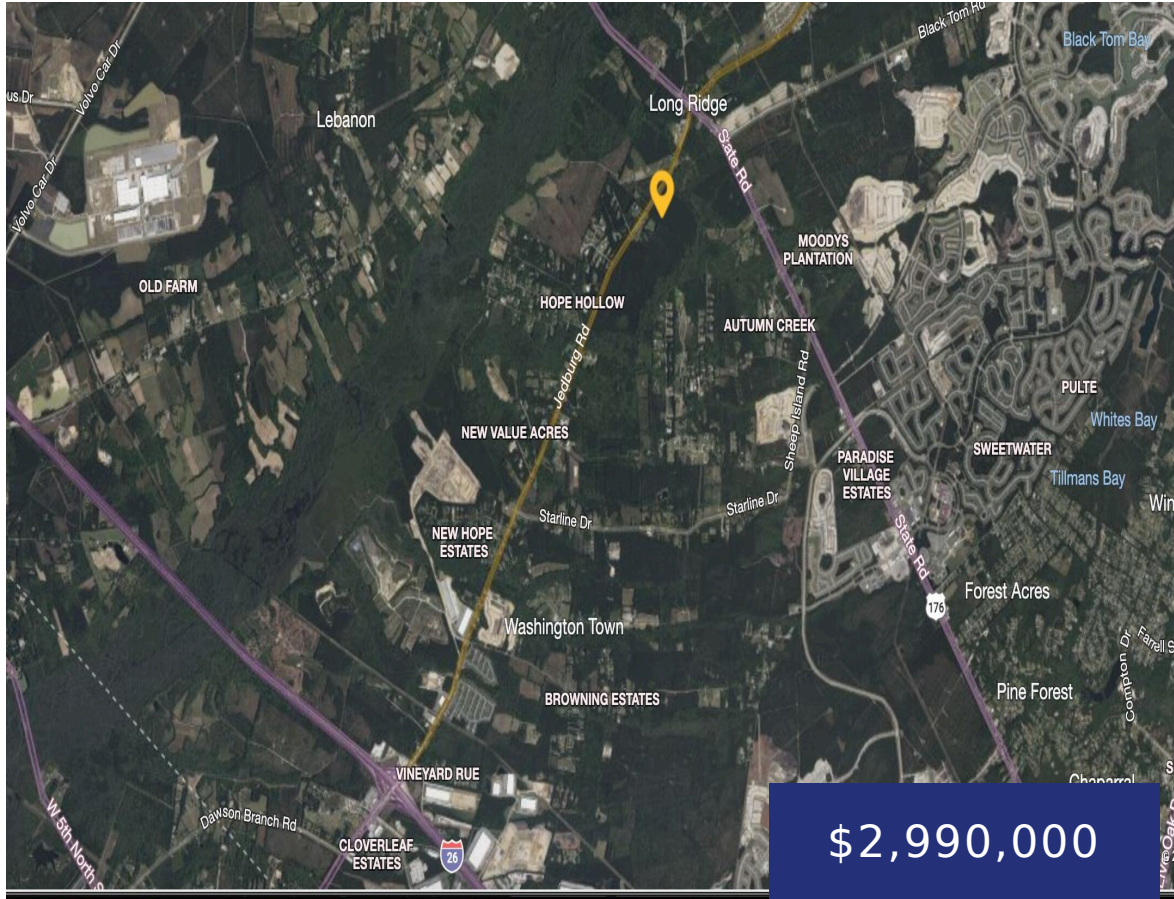 Black Tom Rd
Black Tom Bay
Volvo Car Dr
us Dr
Long Ridge
Lebanon
State Rd
Volvo Car Dr
MOODYS
PLANTATION
OLD FARM
HOPE HOLLOW
AUTUMN CREEK
Jedburg Rd
Sheep Island Rd
PULTE
Whites Bay
NEW VALUE ACRES
SWEETWATER
PARADISE
VILLAGE
ESTATES
Tillmans Bay
Win
Starline Dr
Starline Dr
NEW HOPE
ESTATES
State Rd
Forest Acres
176
Washington Town
Farrell S
Compton Dr
Pine Forest
BROWNING ESTATES
VINEYARD RUE
S
Chaparral
W 5th North S
Dawson Branch Rd
CLOVERLEAF
ESTATES
26
$2,990,000